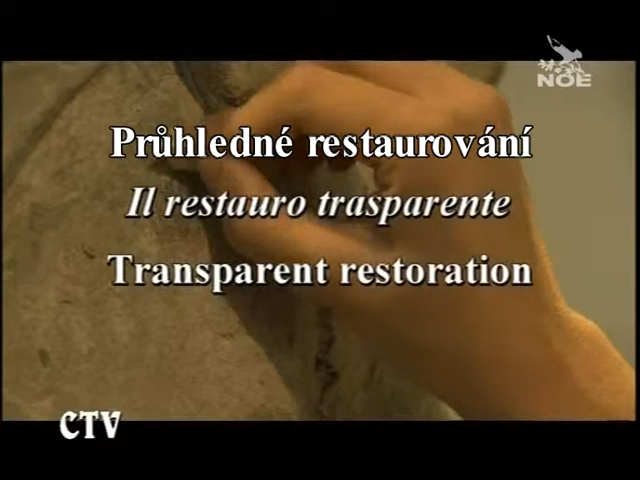 NOE
Průhledné restaurování
Il restauro trasparente
Transparent restoration
CTV